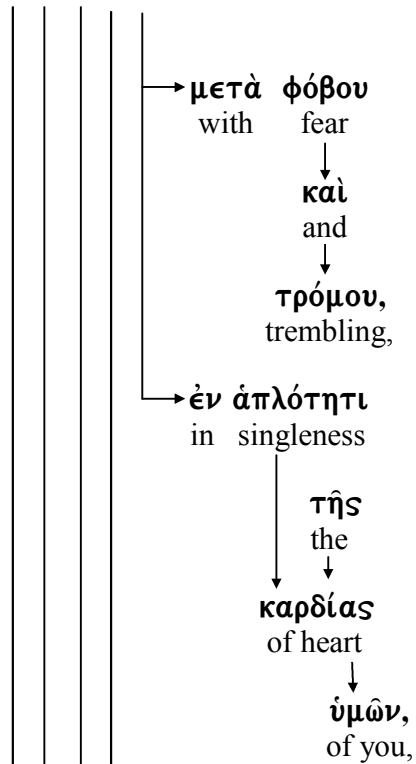 μετὰ φόβου
with fear
καὶ
and
τρόμου,
trembling,
ἐν ἁπλότητι
in singleness
τῆς
the
καρδίας
of heart
ὑμῶν,
of you,